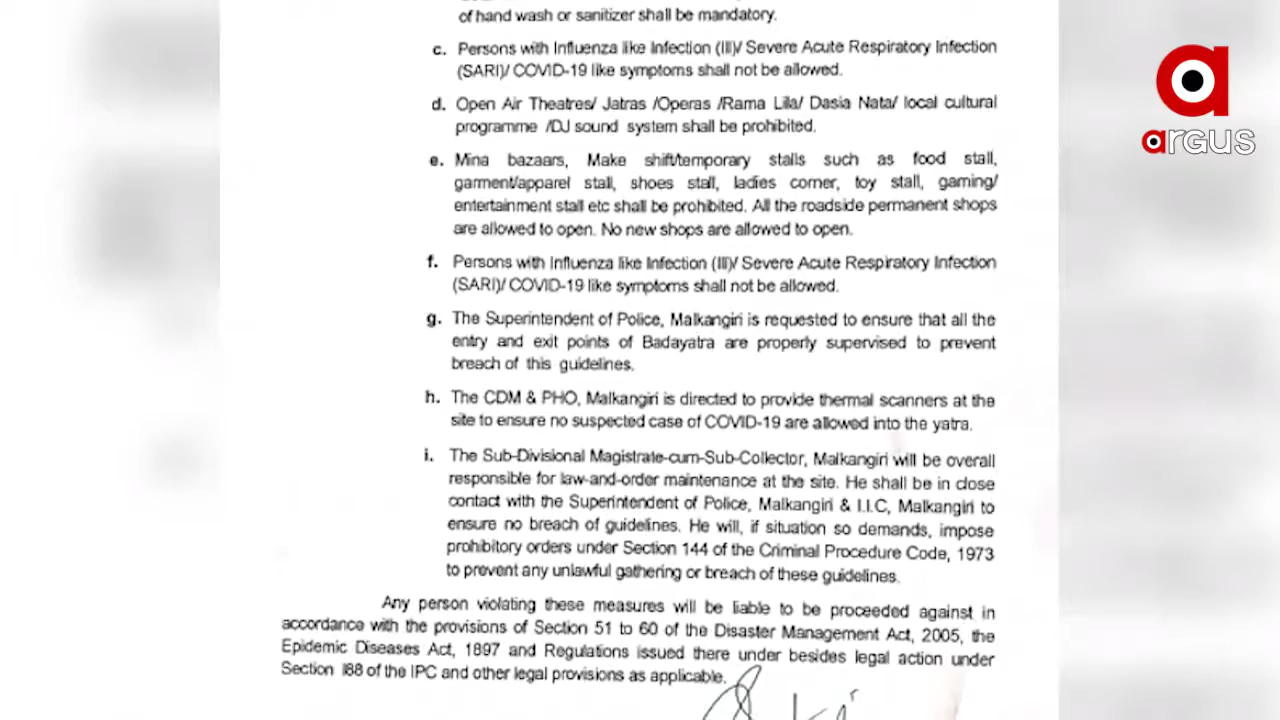 of hand wash or sanitizer shall be mandatory.
c. Persons with Influenza like Infection (III)/ Severe Acute Respiratory Infection
(SARI)/ COVID-19 like symptoms shall not be allowed.
d. Open Air Theatres/ Jatras /Operas /Rama Lila/ Dasia Nata/ local cultural
programme /DJ sound system shall be prohibited.
e. Mina bazaars, Make shift/temporary stalls such as food stall,
garment/apparel stall, shoes stall, ladies corner, toy stall, gaming/
entertainment stall etc shall be prohibited. All the roadside permanent shops
are allowed to open. No new shops are allowed to open.
f. Persons with Influenza like Infection (III)/ Severe Acute Respiratory Infection
(SARI)/ COVID-19 like symptoms shall not be allowed.
g. The Superintendent of Police, Malkangiri is requested to ensure that all the
entry and exit points of Badayatra are properly supervised to prevent
breach of this guidelines.
h. The CDM & PHO, Malkangiri is directed to provide thermal scanners at the
site to ensure no suspected case of COVID-19 are allowed into the yatra.
i. The Sub-Divisional Magistrate-cum-Sub-Collector, Malkangiri will be overall
responsible for law-and-order maintenance at the site. He shall be in close
contact with the Superintendent of Police, Malkangiri & I.I.C, Malkangiri to
ensure no breach of guidelines. He will, if situation so demands, impose
prohibitory orders under Section 144 of the Criminal Procedure Code, 1973
to prevent any unlawful gathering or breach of these guidelines.
Any person violating these measures will be liable to be proceeded against in
accordance with the provisions of Section 51 to 60 of the Disaster Management Act, 2005, the
Epidemic Diseases Act, 1897 and Regulations issued there under besides legal action under
Section 188 of the IPC and other legal provisions as applicable.
a
argus